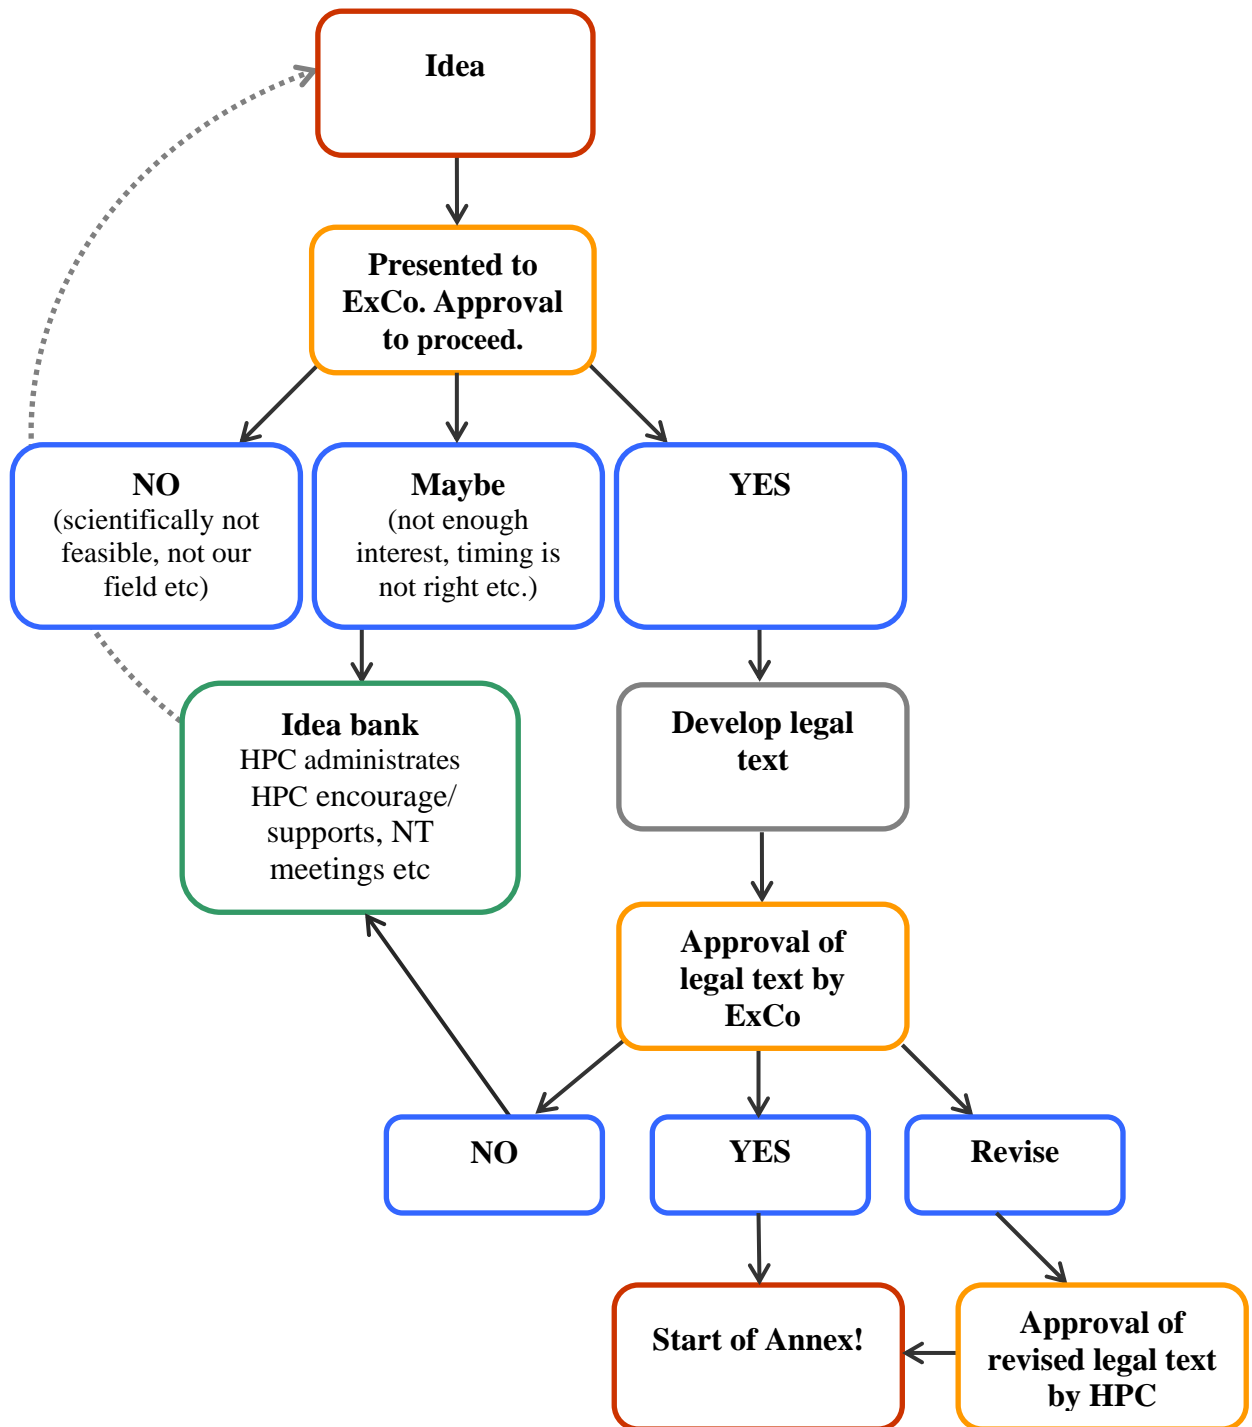 Idea
Presented to
ExCo. Approval
to proceed.
NO
(scientifically not
feasible, not our
field etc)
Maybe
(not enough
interest, timing is
not right etc.)
YES
Idea bank
HPC administrates
HPC encourage/
supports, NT
meetings etc
Develop legal
text
Approval of
legal text by
ExCo
NO
YES
Revise
Start of Annex!
Approval of
revised legal text
by HPC